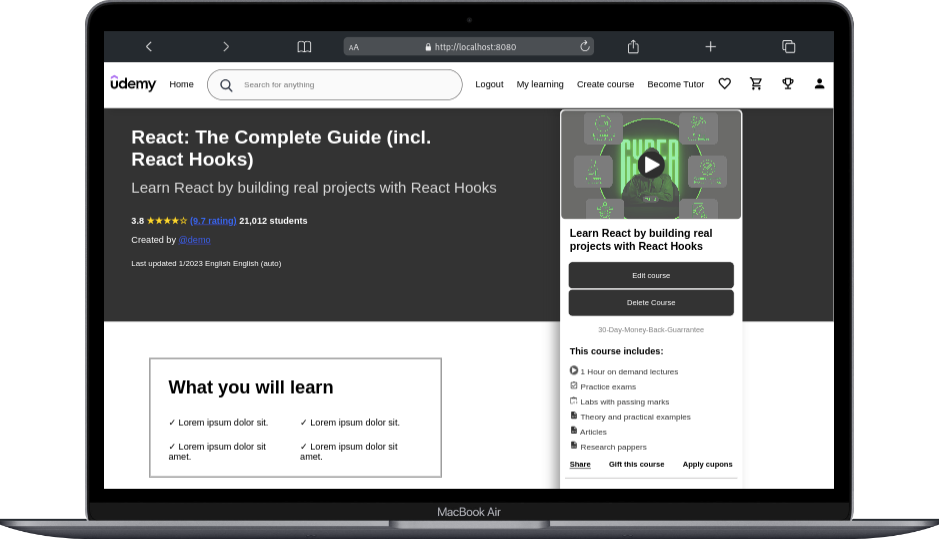 AA
http://localhost:8080
ûdemy
Home
Search for anything
Logout
My learning
Create course
Become Tutor
React: The Complete Guide (incl.
React Hooks)
Learn React by building real projects with React Hooks
3.8 ★★★★☆ (9.7 rating) 21,012 students
Created by @demo
Last updated 1/2023 English English (auto)
CYBER
Learn React by building real
projects with React Hooks
Edit course
Delete Course
30-Day-Money-Back-Guarrantee
This course includes:
1 Hour on demand lectures
Practice exams
Labs with passing marks
Theory and practical examples
Articles
Research pappers
Share
Gift this course
Apply cupons
What you will learn
✓ Lorem ipsum dolor sit.
✓ Lorem ipsum dolor sit.
✓ Lorem ipsum dolor sit
amet.
✓ Lorem ipsum dolor sit
amet.
MacBook Air